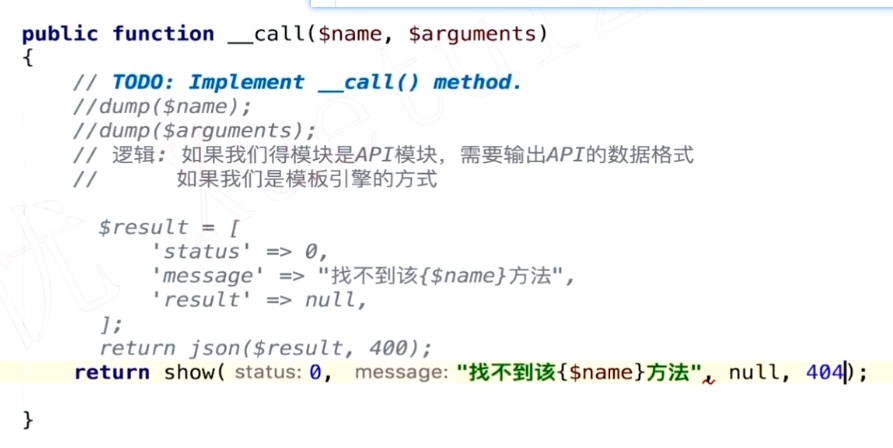 public function __call($name, $arguments)
{
// TODO: Implement __call() method.
//dump($name);
//dump($arguments);
// 逻辑: 如果我们得模块是API模块，需要输出API的数据格式
// 如果我们是模板引擎的方式
$result = [
'status' => 0,
'message' => "找不到该{$name}方法",
'result' => null,
];
return json($result, 400);
return show( status: 0, message: "找不到该{$name}方法", null, 404);
}